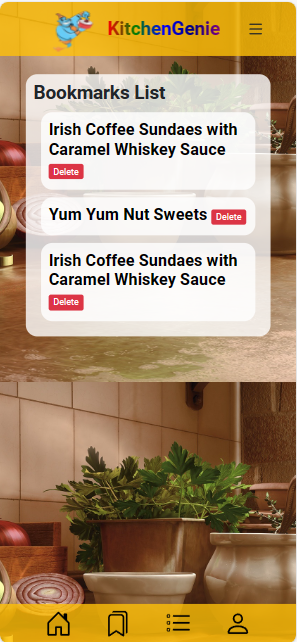 KitchenGenie
Bookmarks List
Irish Coffee Sundaes with
Caramel Whiskey Sauce
Delete
Yum Yum Nut Sweets Delete
Irish Coffee Sundaes with
Caramel Whiskey Sauce
Delete